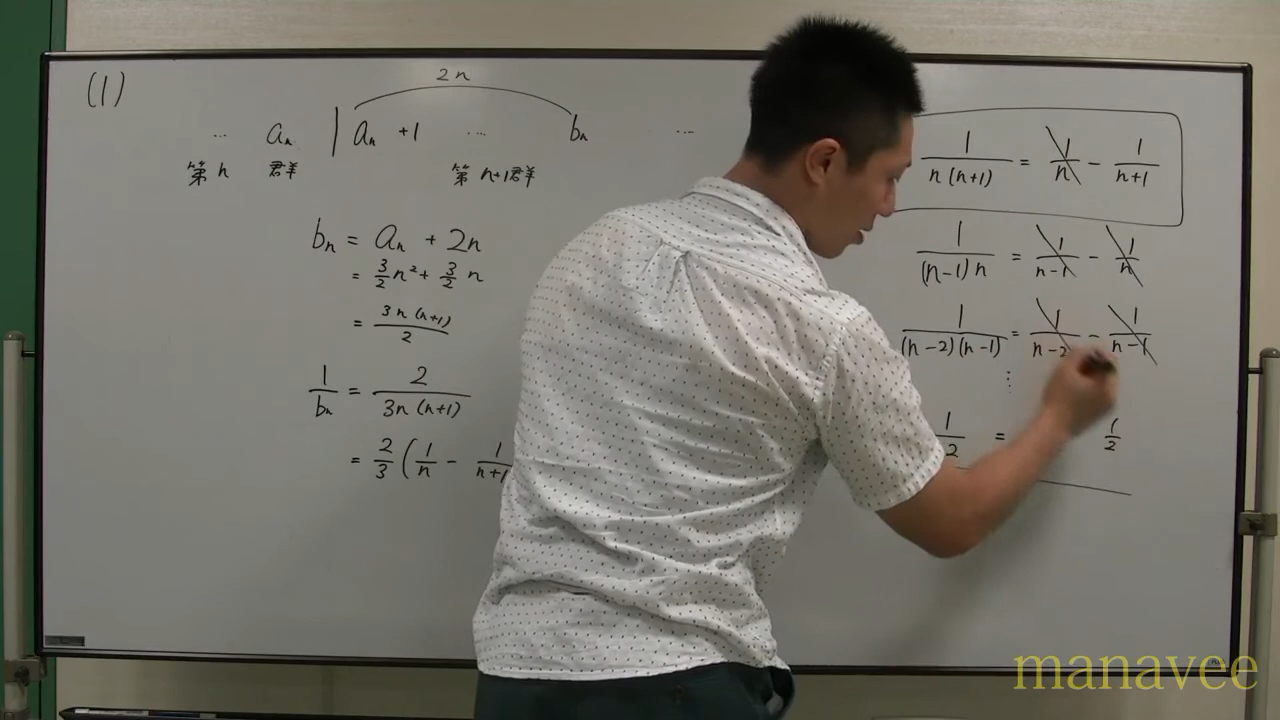 (1)
2n
… an | an +1 … bn …
第n 群 第n+1群
bn = an + 2n
= 3/2 n² + 3/2 n
= 3n(n+1)/2
1/bn = 2/3n(n+1)
= 2/3 (1/n − 1/n+1
1/n(n+1) = 1/n − 1/n+1
1/(n−1)n = 1/n−1 − 1/n
1/(n−2)(n−1) = 1/n−2 − 1/n−1
⋮
= 1/2
manavee